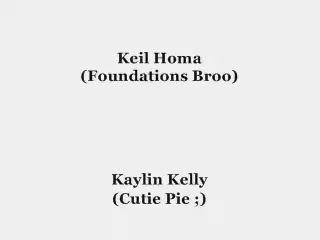 Keil Homa
(Foundations Broo)
Kaylin Kelly
(Cutie Pie ;)